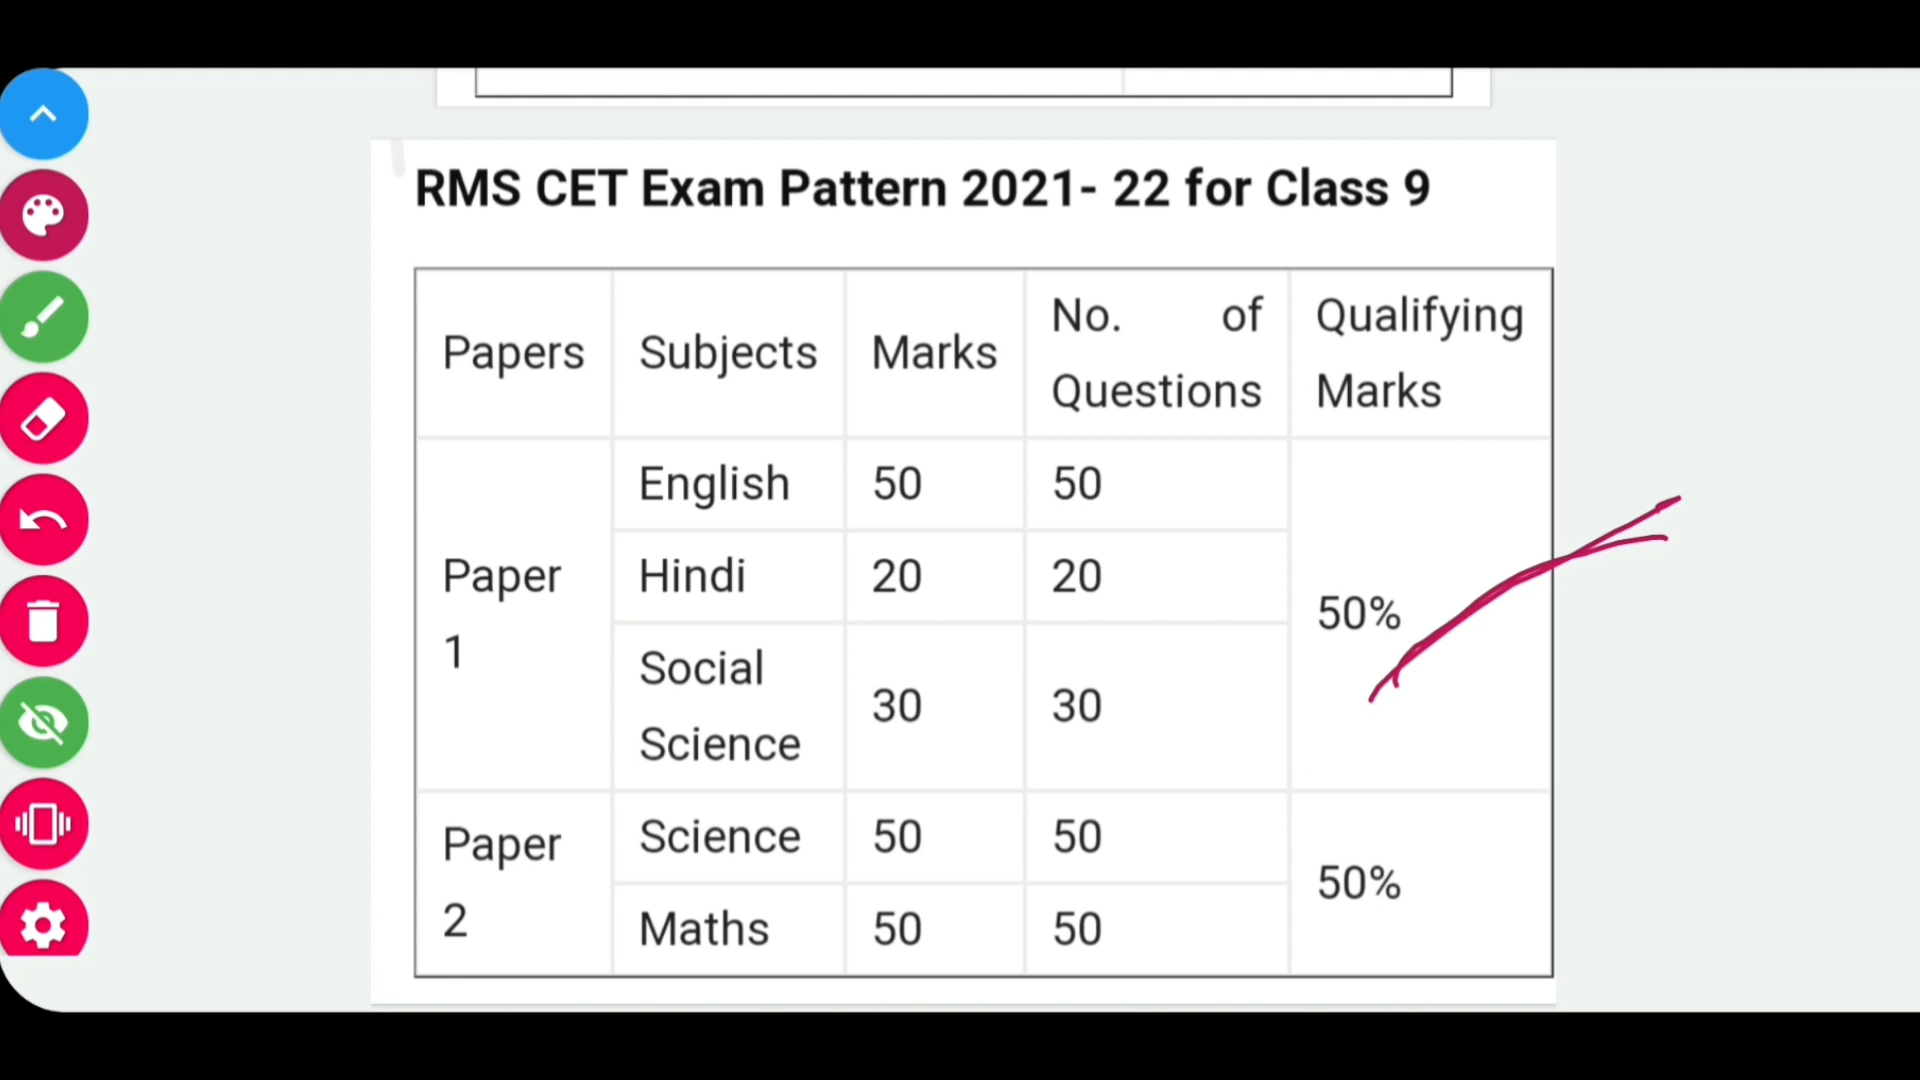 RMS CET Exam Pattern 2021- 22 for Class 9
Papers Subjects Marks No. of Questions Qualifying Marks
Paper 1 English 50 50 50%
Hindi 20 20
Social Science 30 30
Paper 2 Science 50 50 50%
Maths 50 50